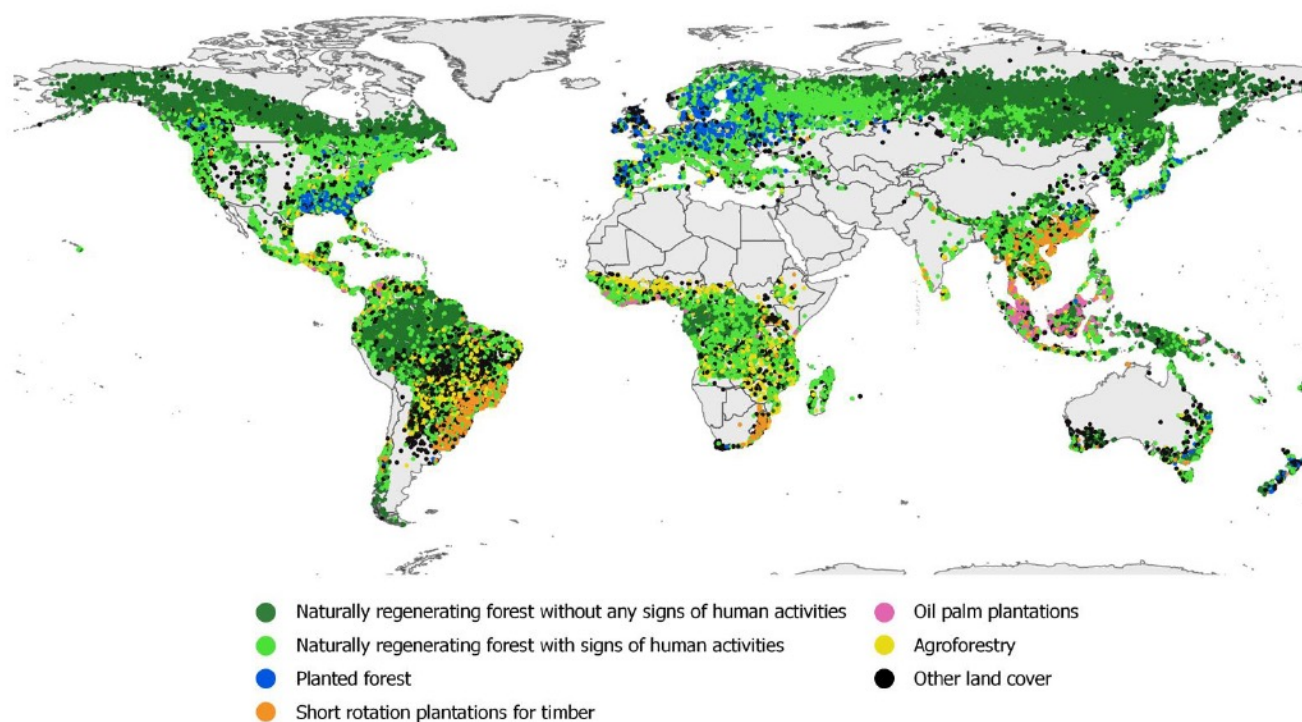 Naturally regenerating forest without any signs of human activities
Naturally regenerating forest with signs of human activities
Planted forest
Short rotation plantations for timber
Oil palm plantations
Agroforestry
Other land cover